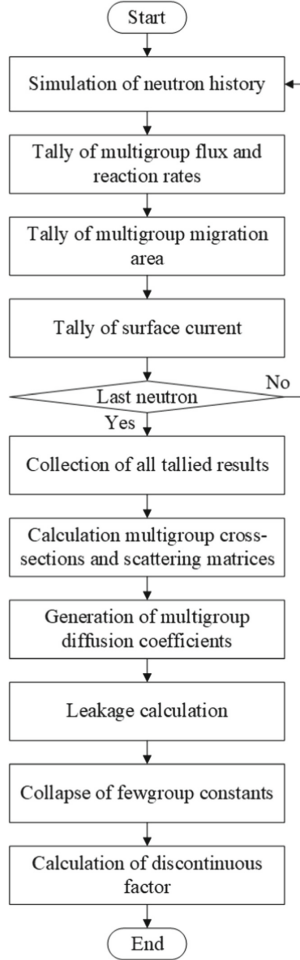 Start
Simulation of neutron history
Tally of multigroup flux and
reaction rates
Tally of multigroup migration
area
Tally of surface current
Last neutron
No
Yes
Collection of all tallied results
Calculation multigroup cross-
sections and scattering matrices
Generation of multigroup
diffusion coefficients
Leakage calculation
Collapse of fewgroup constants
Calculation of discontinuous
factor
End